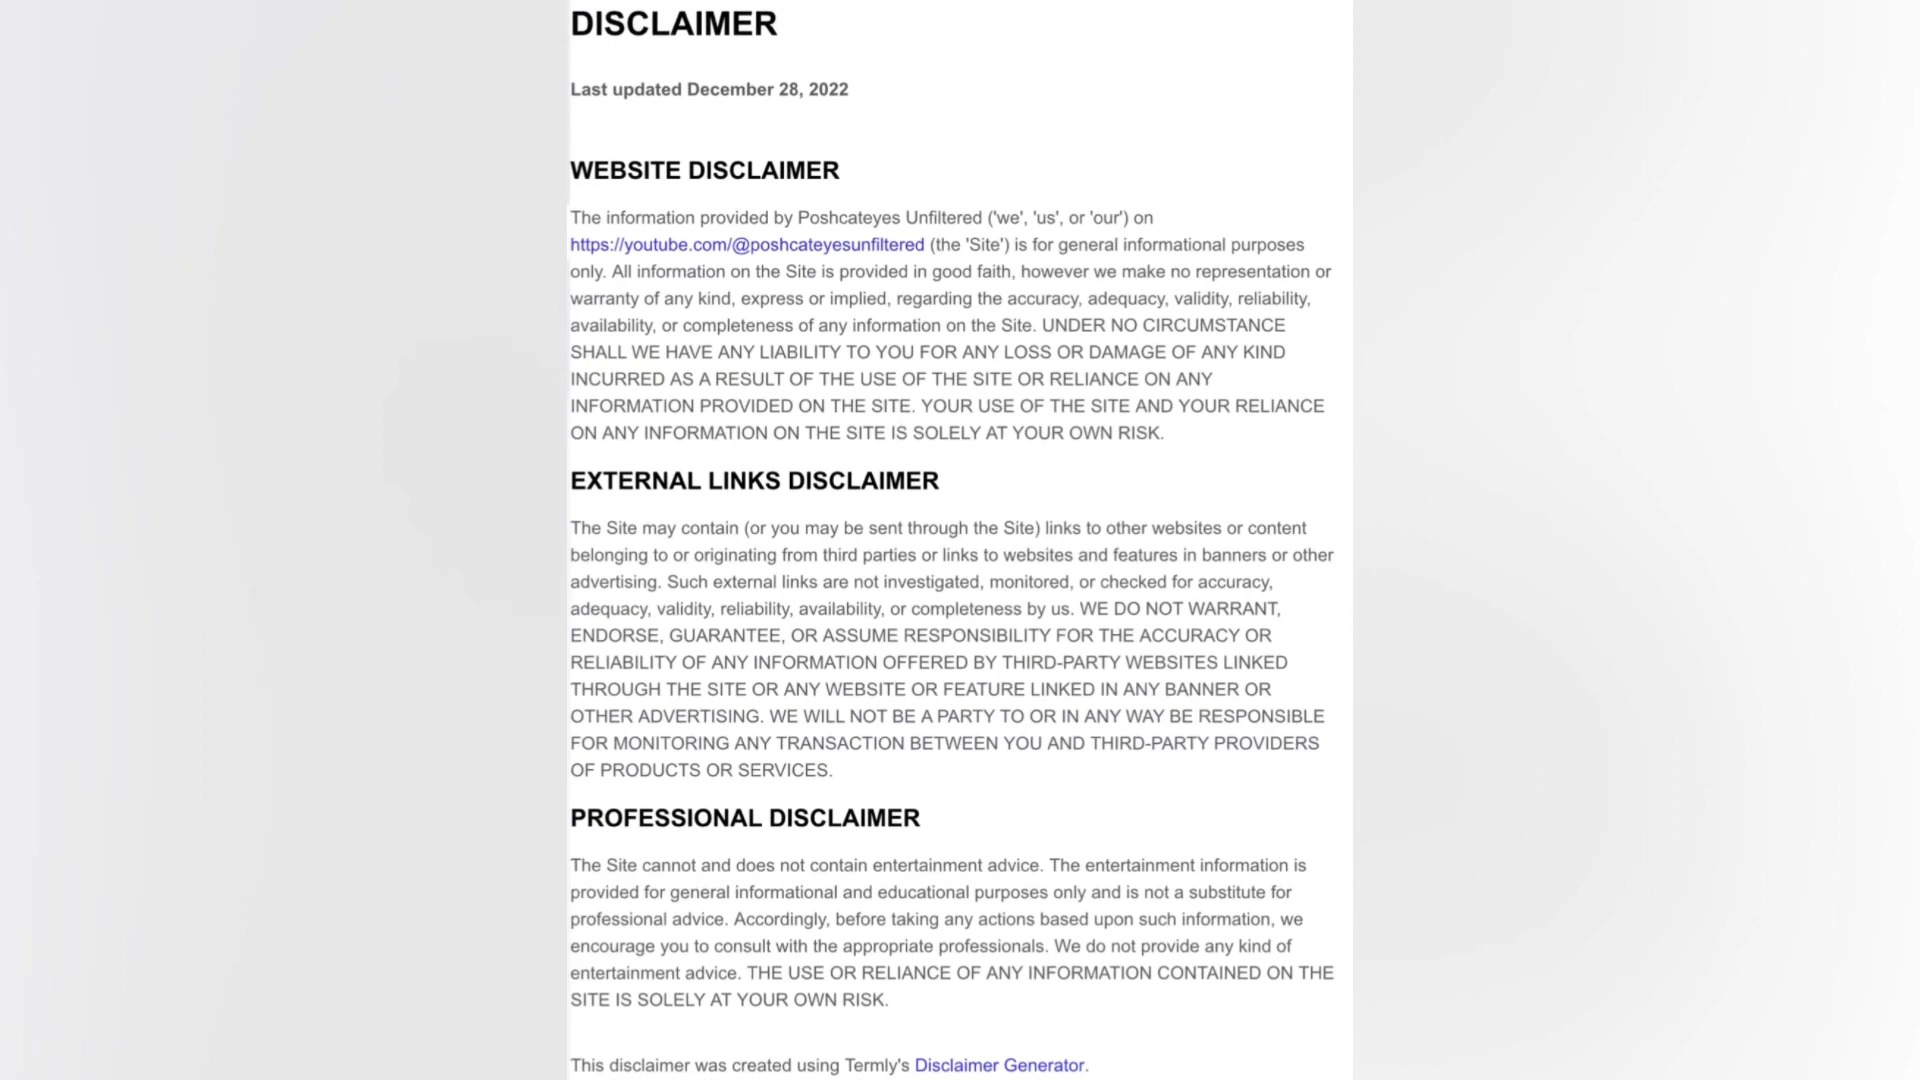 DISCLAIMER
Last updated December 28, 2022
WEBSITE DISCLAIMER
The information provided by Poshcateyes Unfiltered ('we', 'us', or 'our') on
https://youtube.com/@poshcateyesunfiltered (the 'Site') is for general informational purposes
only. All information on the Site is provided in good faith, however we make no representation or
warranty of any kind, express or implied, regarding the accuracy, adequacy, validity, reliability,
availability, or completeness of any information on the Site. UNDER NO CIRCUMSTANCE
SHALL WE HAVE ANY LIABILITY TO YOU FOR ANY LOSS OR DAMAGE OF ANY KIND
INCURRED AS A RESULT OF THE USE OF THE SITE OR RELIANCE ON ANY
INFORMATION PROVIDED ON THE SITE. YOUR USE OF THE SITE AND YOUR RELIANCE
ON ANY INFORMATION ON THE SITE IS SOLELY AT YOUR OWN RISK.
EXTERNAL LINKS DISCLAIMER
The Site may contain (or you may be sent through the Site) links to other websites or content
belonging to or originating from third parties or links to websites and features in banners or other
advertising. Such external links are not investigated, monitored, or checked for accuracy,
adequacy, validity, reliability, availability, or completeness by us. WE DO NOT WARRANT,
ENDORSE, GUARANTEE, OR ASSUME RESPONSIBILITY FOR THE ACCURACY OR
RELIABILITY OF ANY INFORMATION OFFERED BY THIRD-PARTY WEBSITES LINKED
THROUGH THE SITE OR ANY WEBSITE OR FEATURE LINKED IN ANY BANNER OR
OTHER ADVERTISING. WE WILL NOT BE A PARTY TO OR IN ANY WAY BE RESPONSIBLE
FOR MONITORING ANY TRANSACTION BETWEEN YOU AND THIRD-PARTY PROVIDERS
OF PRODUCTS OR SERVICES.
PROFESSIONAL DISCLAIMER
The Site cannot and does not contain entertainment advice. The entertainment information is
provided for general informational and educational purposes only and is not a substitute for
professional advice. Accordingly, before taking any actions based upon such information, we
encourage you to consult with the appropriate professionals. We do not provide any kind of
entertainment advice. THE USE OR RELIANCE OF ANY INFORMATION CONTAINED ON THE
SITE IS SOLELY AT YOUR OWN RISK.
This disclaimer was created using Termly's Disclaimer Generator.